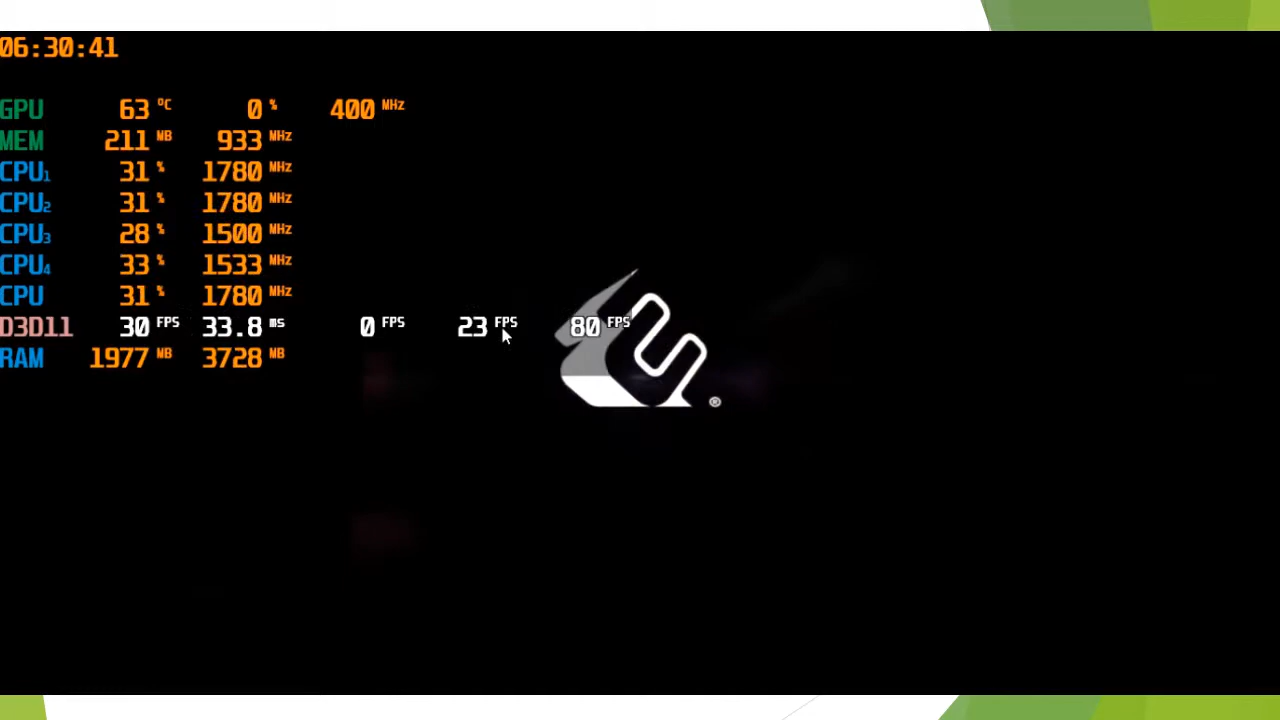 06:30:41
GPU 63 °C 0 % 400 MHz
MEM 211 MB 933 MHz
CPU1 31 % 1780 MHz
CPU2 31 % 1780 MHz
CPU3 28 % 1500 MHz
CPU4 33 % 1533 MHz
CPU 31 % 1780 MHz
D3D11 30 FPS 33.8 ms 0 FPS 23 FPS 80 FPS
RAM 1977 MB 3728 MB
®